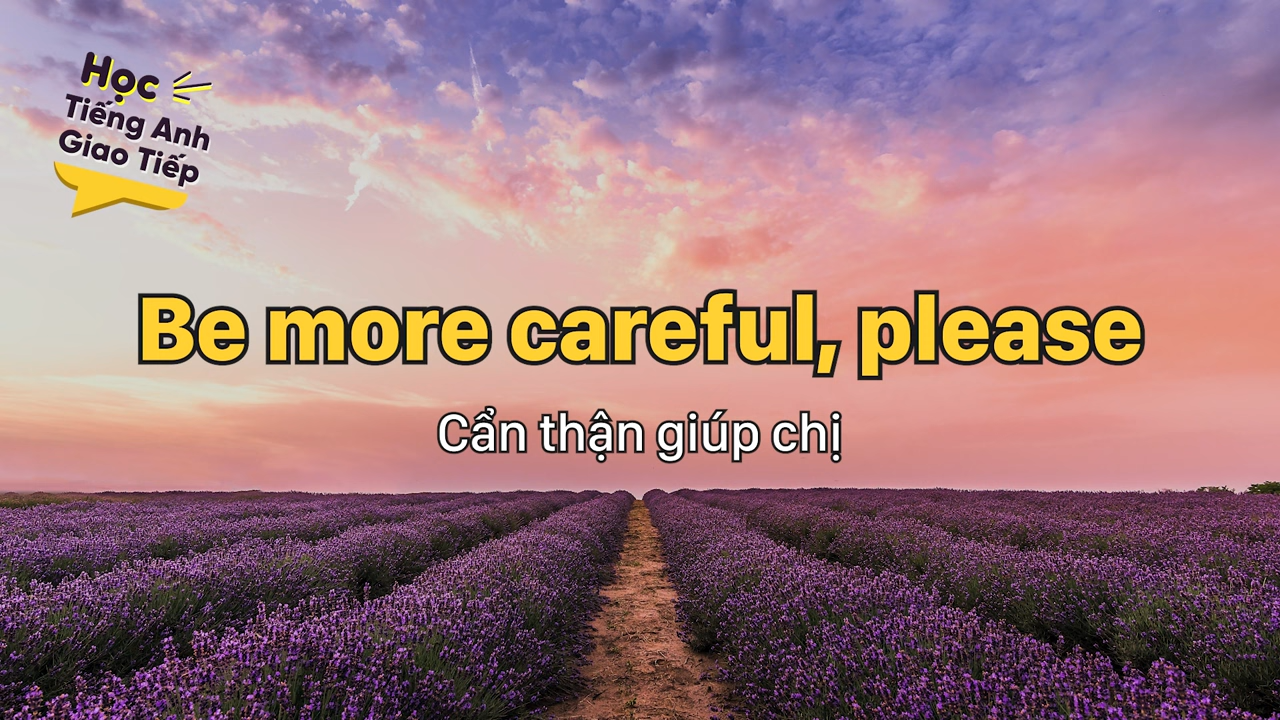 Học
Tiếng Anh
Giao Tiếp
Be more careful, please
Cẩn thận giúp chị